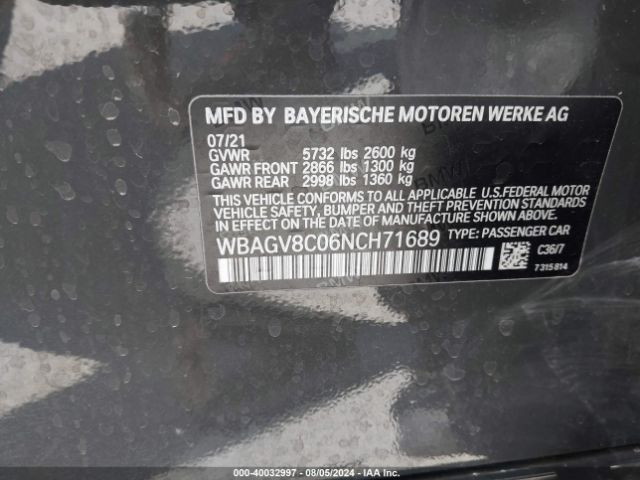 MFD BY BAYERISCHE MOTOREN WERKE AG
07/21
GVWR 5732 lbs 2600 kg
GAWR FRONT 2866 lbs 1300 kg
GAWR REAR 2998 lbs 1360 kg
THIS VEHICLE CONFORMS TO ALL APPLICABLE U.S.FEDERAL MOTOR
VEHICLE SAFETY, BUMPER AND THEFT PREVENTION STANDARDS
IN EFFECT ON THE DATE OF MANUFACTURE SHOWN ABOVE.
WBAGV8C06NCH71689 TYPE: PASSENGER CAR
C36/7
7315814
000-40032997 - 08/05/2024 - IAA Inc.